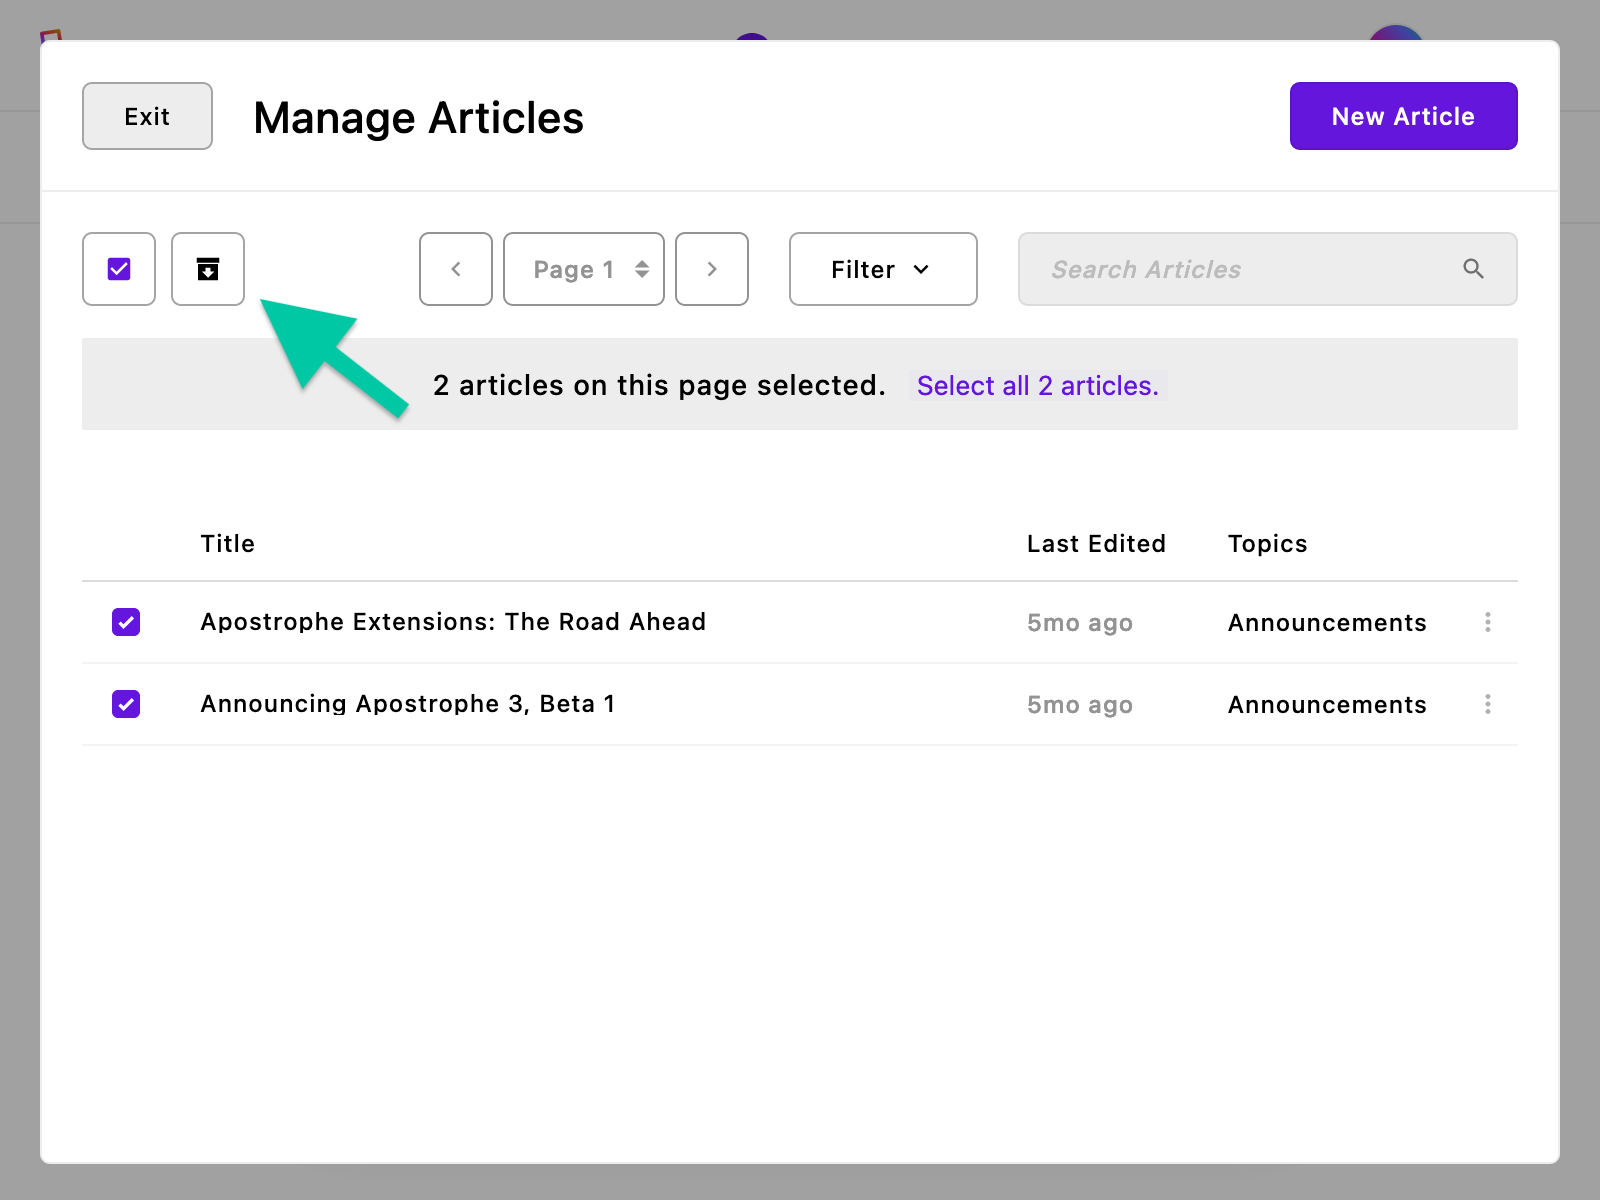 Exit
Manage Articles
New Article
Page 1
Filter
Search Articles
2 articles on this page selected. Select all 2 articles.
Title Last Edited Topics
Apostrophe Extensions: The Road Ahead 5mo ago Announcements
Announcing Apostrophe 3, Beta 1 5mo ago Announcements